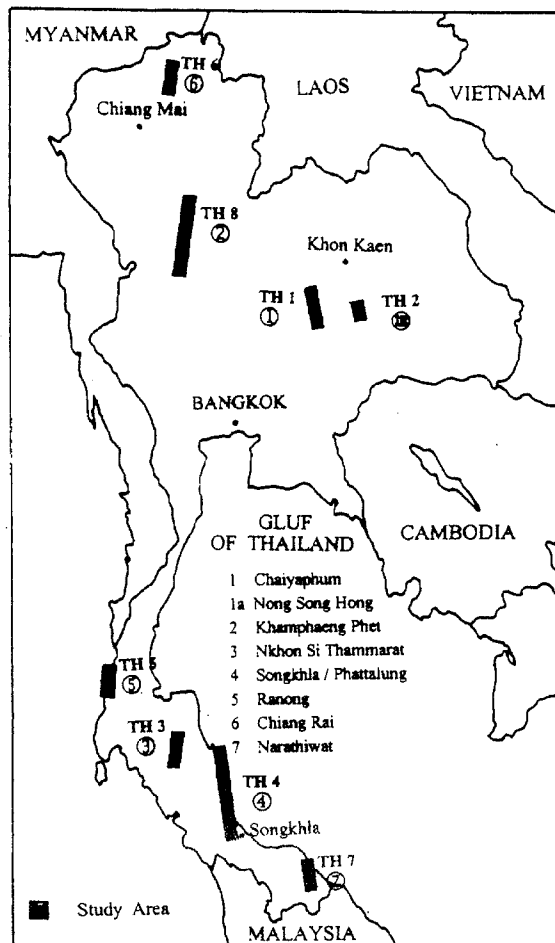 MYANMAR
TH 6
⑥
LAOS
VIETNAM
Chiang Mai
TH 8
②
Khon Kaen
TH 1
①
TH 2
BANGKOK
GLUF
OF THAILAND
CAMBODIA
1 Chaiyaphum
1a Nong Song Hong
2 Khamphaeng Phet
3 Nkhon Si Thammarat
4 Songkhla / Phattalung
5 Ranong
6 Chiang Rai
7 Narathiwat
TH 5
⑤
TH 3
③
TH 4
④
Songkhla
TH 7
⑦
Study Area
MALAYSIA